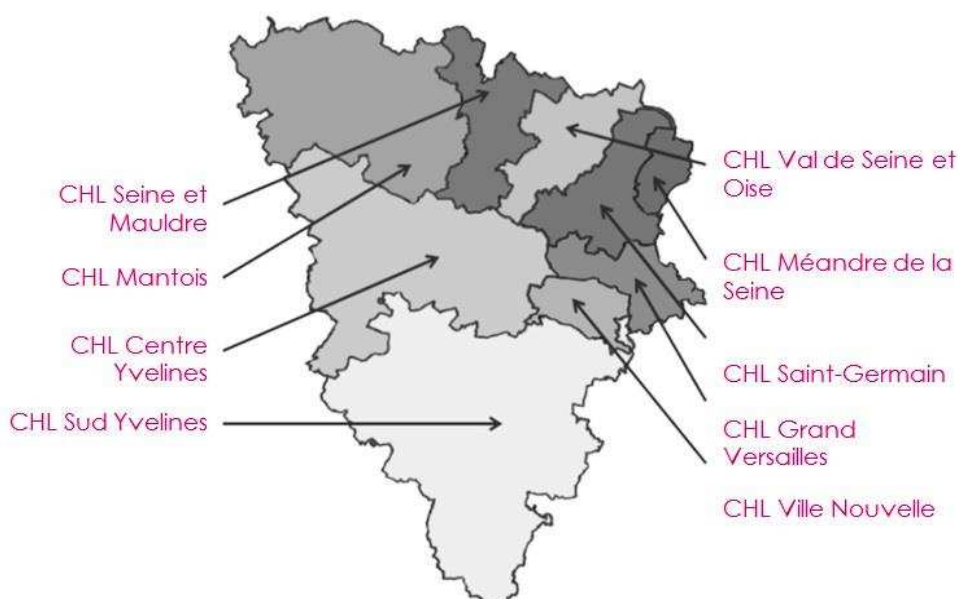 CHL Seine et
Mauldre
CHL Mantois
CHL Centre
Yvelines
CHL Sud Yvelines
CHL Val de Seine et
Oise
CHL Méandre de la
Seine
CHL Saint-Germain
CHL Grand
Versailles
CHL Ville Nouvelle